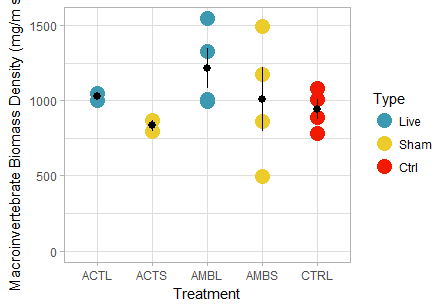 Macroinvertebrate Biomass Density (mg/m s
1500
1000
500
0
ACTL ACTS AMBL AMBS CTRL
Treatment
Type
Live
Sham
Ctrl